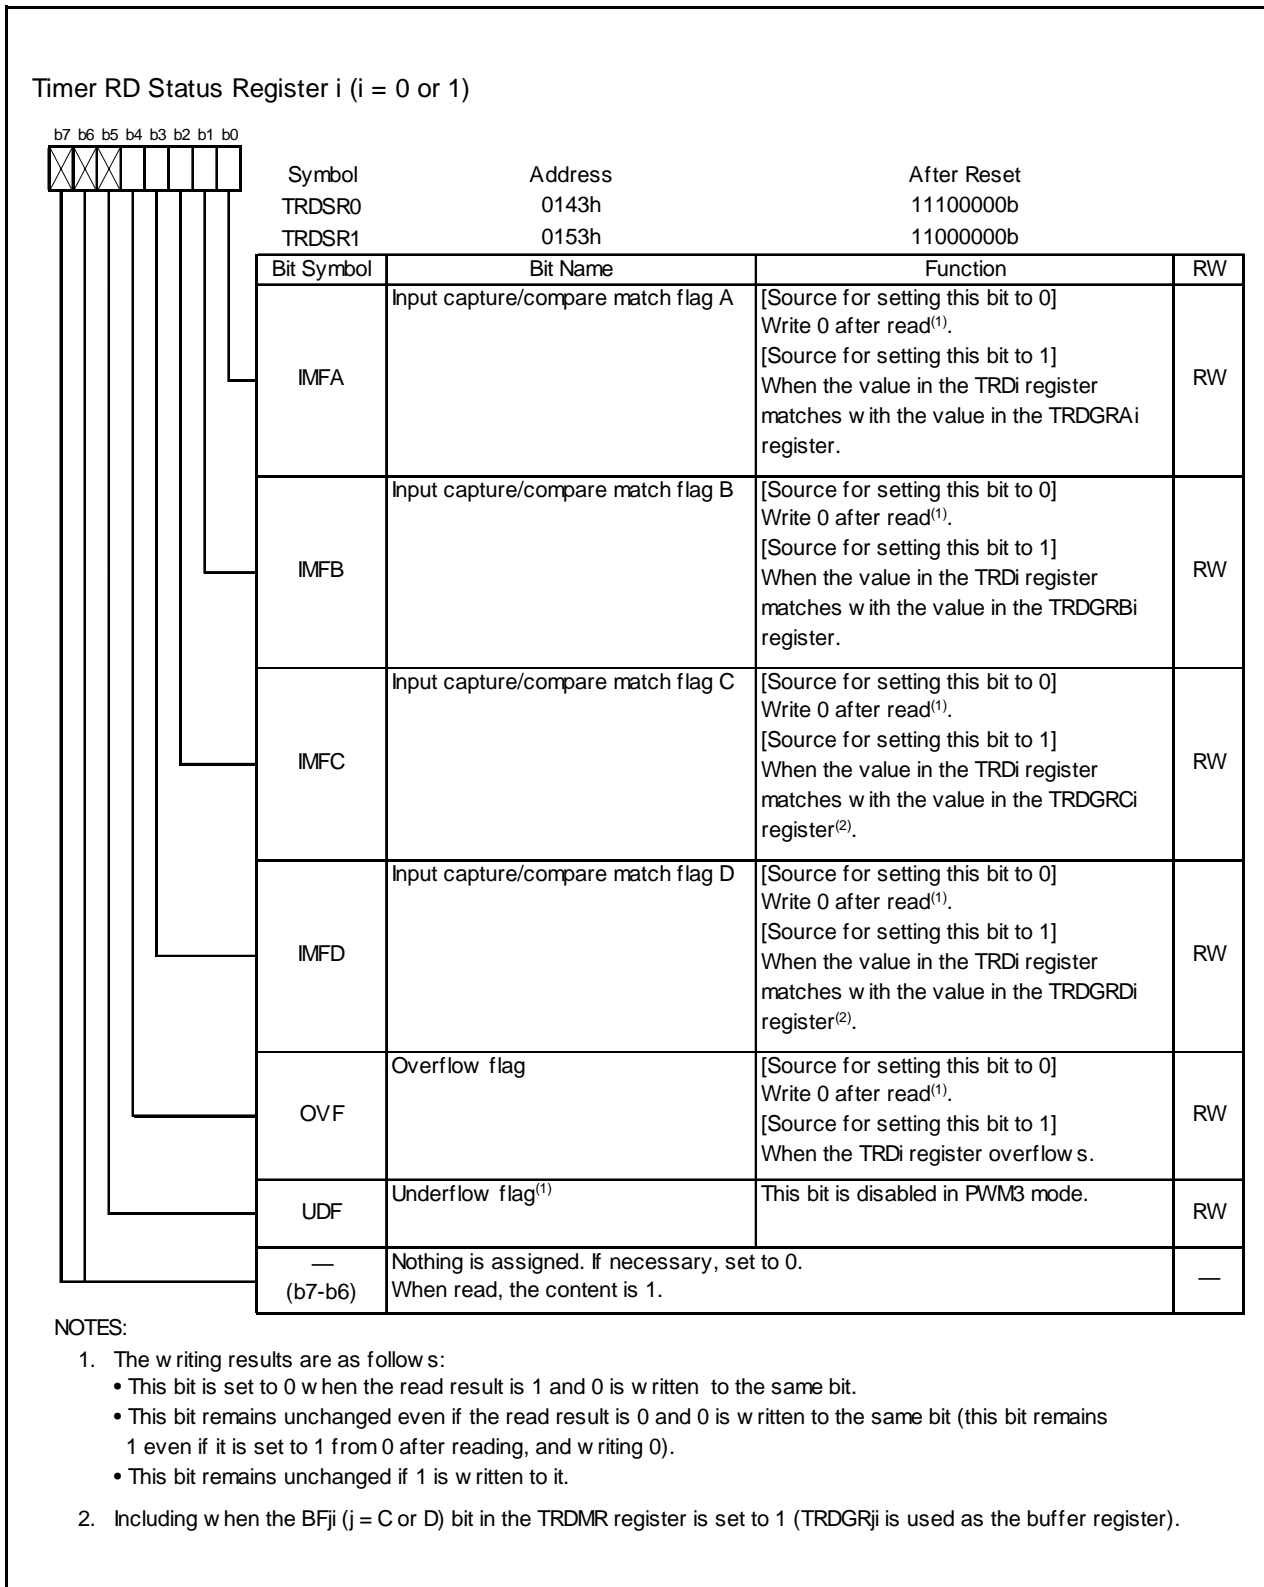 Timer RD Status Register i (i = 0 or 1)
b7 b6 b5 b4 b3 b2 b1 b0
Symbol Address After Reset
TRDSR0 0143h 11100000b
TRDSR1 0153h 11000000b
Bit Symbol Bit Name Function RW
IMFA Input capture/compare match flag A [Source for setting this bit to 0] RW
Write 0 after read(1).
[Source for setting this bit to 1]
When the value in the TRDi register
matches with the value in the TRDGRAi
register.
IMFB Input capture/compare match flag B [Source for setting this bit to 0] RW
Write 0 after read(1).
[Source for setting this bit to 1]
When the value in the TRDi register
matches with the value in the TRDGRBi
register.
IMFC Input capture/compare match flag C [Source for setting this bit to 0] RW
Write 0 after read(1).
[Source for setting this bit to 1]
When the value in the TRDi register
matches with the value in the TRDGRCi
register(2).
IMFD Input capture/compare match flag D [Source for setting this bit to 0] RW
Write 0 after read(1).
[Source for setting this bit to 1]
When the value in the TRDi register
matches with the value in the TRDGRDi
register(2).
OVF Overflow flag [Source for setting this bit to 0] RW
Write 0 after read(1).
[Source for setting this bit to 1]
When the TRDi register overflows.
UDF Underflow flag(1) This bit is disabled in PWM3 mode. RW
— Nothing is assigned. If necessary, set to 0. —
(b7-b6) When read, the content is 1.
NOTES:
1. The writing results are as follows:
• This bit is set to 0 when the read result is 1 and 0 is written to the same bit.
• This bit remains unchanged even if the read result is 0 and 0 is written to the same bit (this bit remains
1 even if it is set to 1 from 0 after reading, and writing 0).
• This bit remains unchanged if 1 is written to it.
2. Including when the BFji (j = C or D) bit in the TRDMR register is set to 1 (TRDGRji is used as the buffer register).